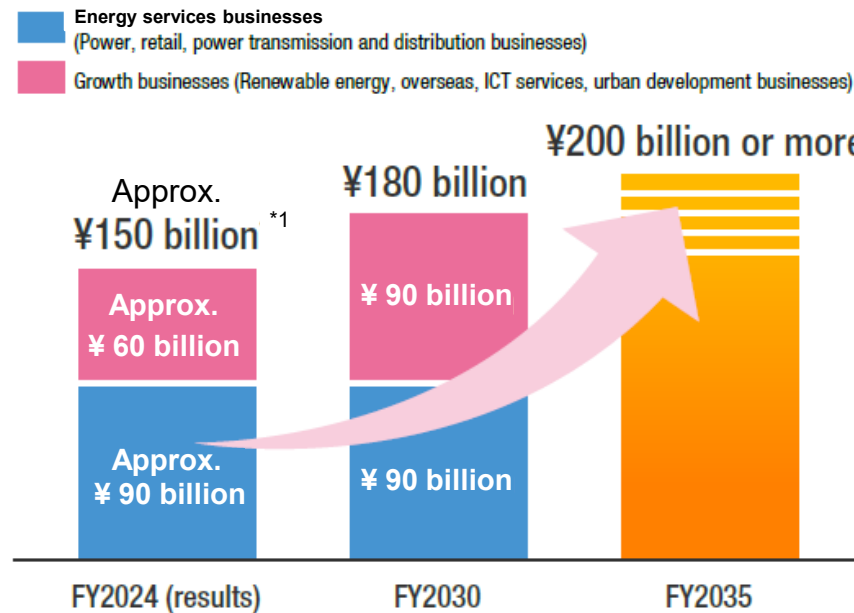 Energy services businesses
(Power, retail, power transmission and distribution businesses)
Growth businesses (Renewable energy, overseas, ICT services, urban development businesses)
¥200 billion or more
¥180 billion
Approx.
¥150 billion *1
Approx.
¥ 60 billion
¥ 90 billion
Approx.
¥ 90 billion
¥ 90 billion
FY2024 (results)
FY2030
FY2035